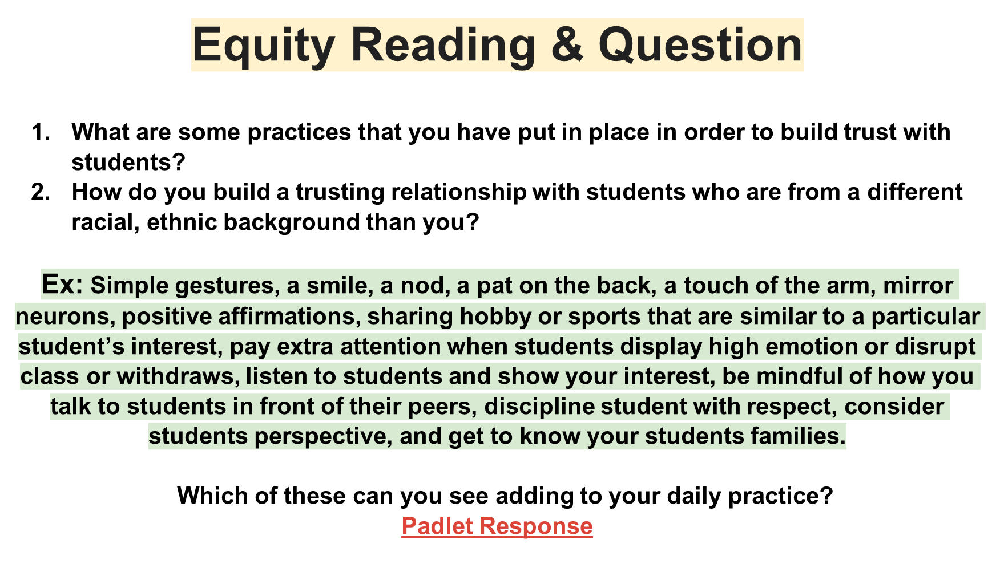 Equity Reading & Question
1. What are some practices that you have put in place in order to build trust with
students?
2. How do you build a trusting relationship with students who are from a different
racial, ethnic background than you?
Ex: Simple gestures, a smile, a nod, a pat on the back, a touch of the arm, mirror
neurons, positive affirmations, sharing hobby or sports that are similar to a particular
student’s interest, pay extra attention when students display high emotion or disrupt
class or withdraws, listen to students and show your interest, be mindful of how you
talk to students in front of their peers, discipline student with respect, consider
students perspective, and get to know your students families.
Which of these can you see adding to your daily practice?
Padlet Response